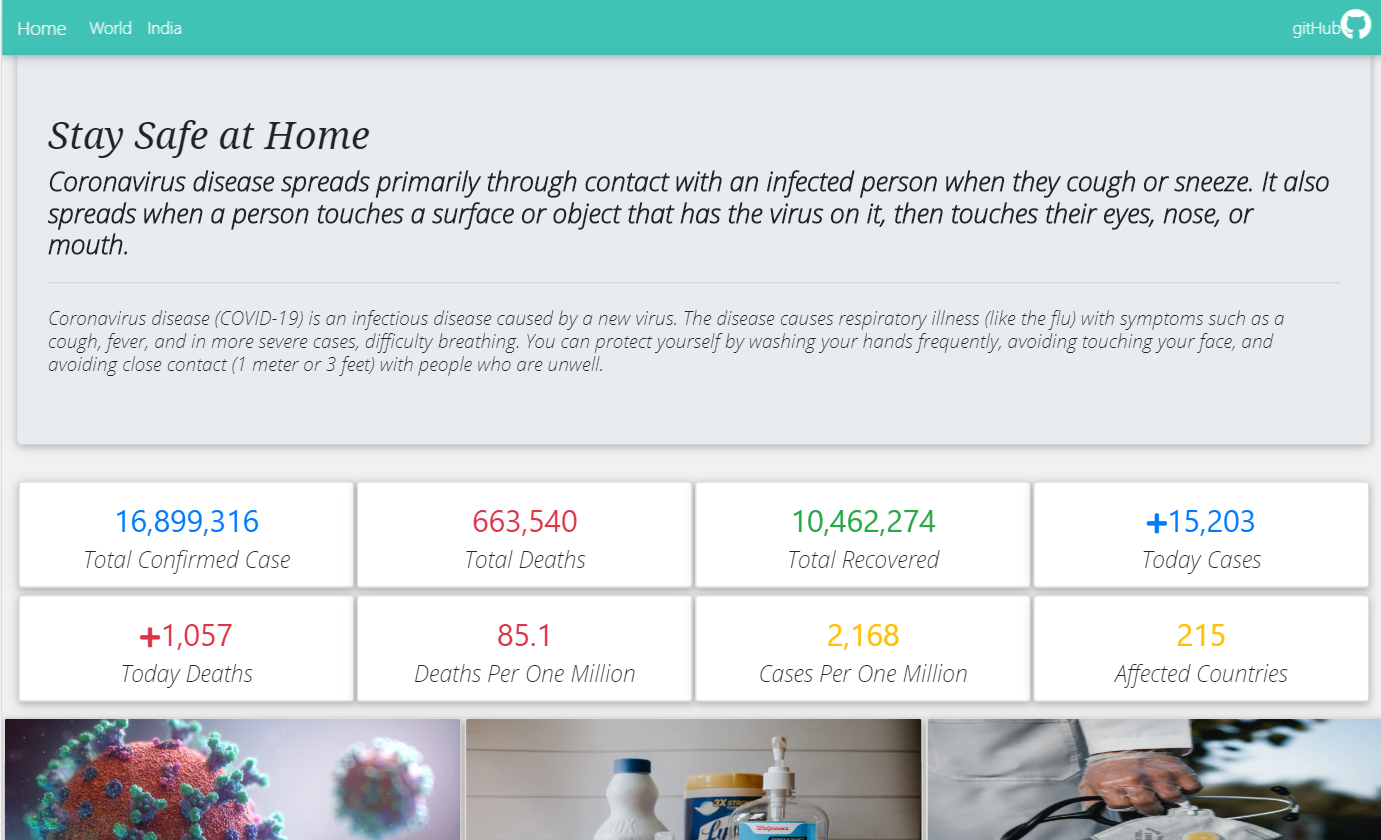 Home World India gitHub
Stay Safe at Home
Coronavirus disease spreads primarily through contact with an infected person when they cough or sneeze. It also
spreads when a person touches a surface or object that has the virus on it, then touches their eyes, nose, or
mouth.
Coronavirus disease (COVID-19) is an infectious disease caused by a new virus. The disease causes respiratory illness (like the flu) with symptoms such as a
cough, fever, and in more severe cases, difficulty breathing. You can protect yourself by washing your hands frequently, avoiding touching your face, and
avoiding close contact (1 meter or 3 feet) with people who are unwell.
16,899,316
Total Confirmed Case
663,540
Total Deaths
10,462,274
Total Recovered
+15,203
Today Cases
+1,057
Today Deaths
85.1
Deaths Per One Million
2,168
Cases Per One Million
215
Affected Countries
3X